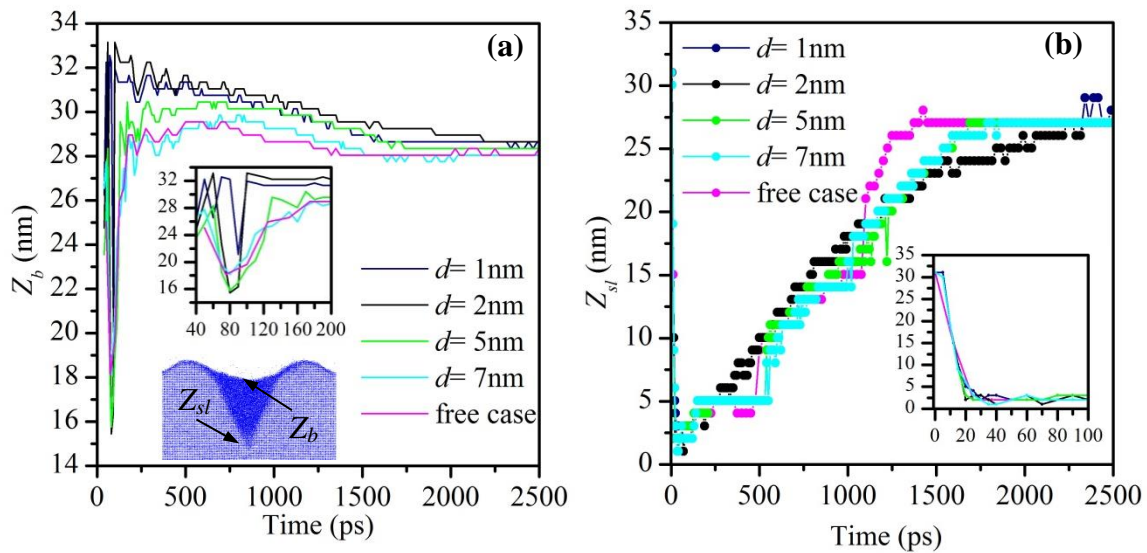 (a)
34
32
30
28
26
24
22
20
18
16
14
Z_b (nm)
0 500 1000 1500 2000 2500
Time (ps)
32
28
24
20
16
40 80 120 160 200
d= 1nm
d= 2nm
d= 5nm
d= 7nm
free case
Z_sl
Z_b
(b)
35
30
25
20
15
10
5
0
Z_sl (nm)
0 500 1000 1500 2000 2500
Time (ps)
d= 1nm
d= 2nm
d= 5nm
d= 7nm
free case
35
30
25
20
15
10
5
0
0 20 40 60 80 100